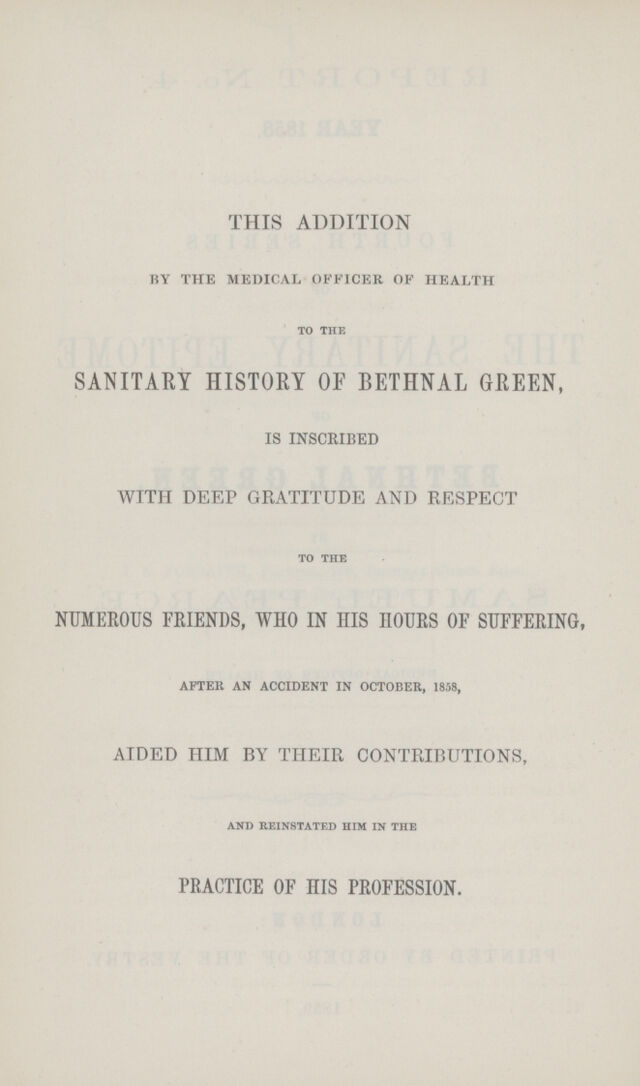 THIS ADDITION
BY THE MEDICAL OFFICER OF HEALTH
TO THE
SANITARY HISTORY OF BETHNAL GREEN,
IS INSCRIBED
WITH DEEP GRATITUDE AND RESPECT
TO THE
NUMEROUS FRIENDS, WHO IN HIS HOURS OF SUFFERING,
AFTER AN ACCIDENT IN OCTOBER, 1858,
AIDED HIM BY THEIR CONTRIBUTIONS,
AND REINSTATED HIM IN THE
PRACTICE OF HIS PROFESSION.